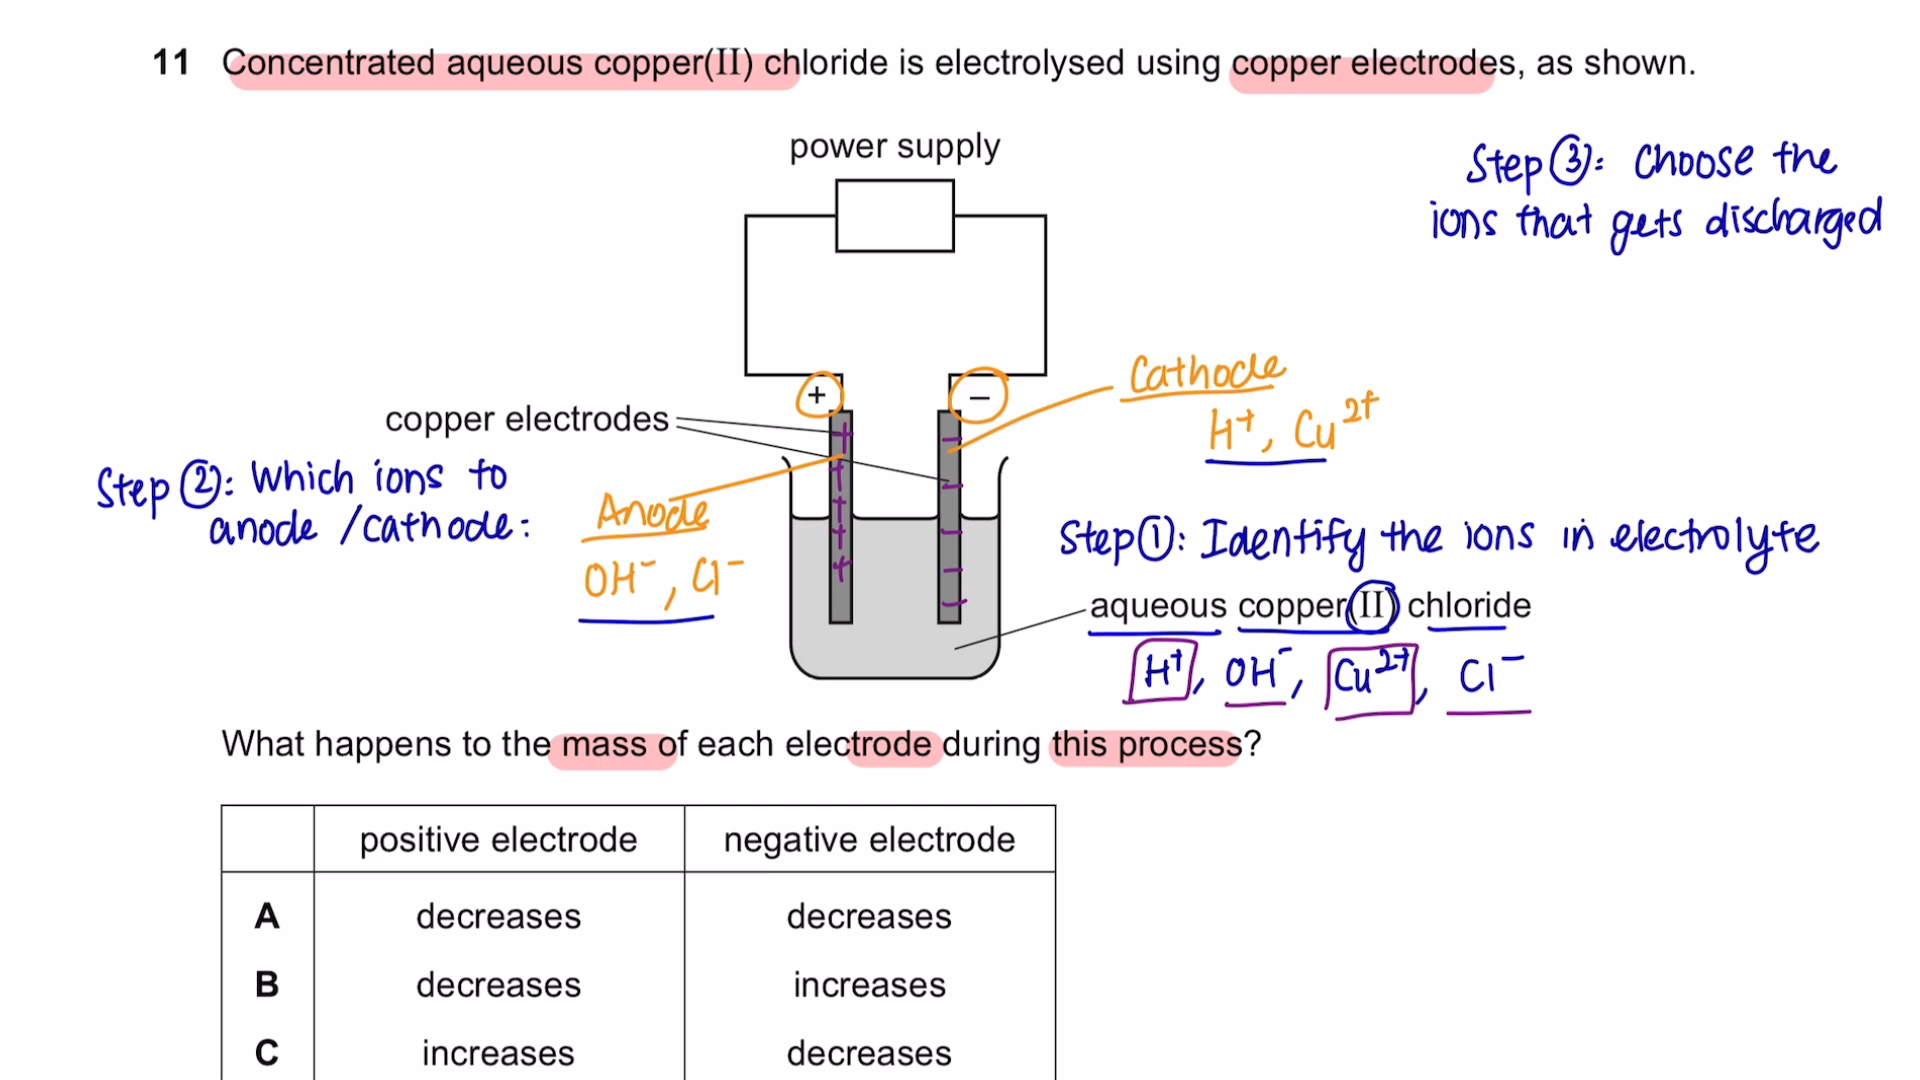 11 Concentrated aqueous copper(II) chloride is electrolysed using copper electrodes, as shown.
power supply
Step ③: Choose the
ions that gets discharged
+
–
Cathode
H⁺, Cu²⁺
copper electrodes
Step ②: Which ions to
anode / cathode:
Anode
OH⁻, Cl⁻
Step ①: Identify the ions in electrolyte
aqueous copper(II) chloride
H⁺, OH⁻, Cu²⁺, Cl⁻
What happens to the mass of each electrode during this process?
positive electrode negative electrode
A decreases decreases
B decreases increases
C increases decreases